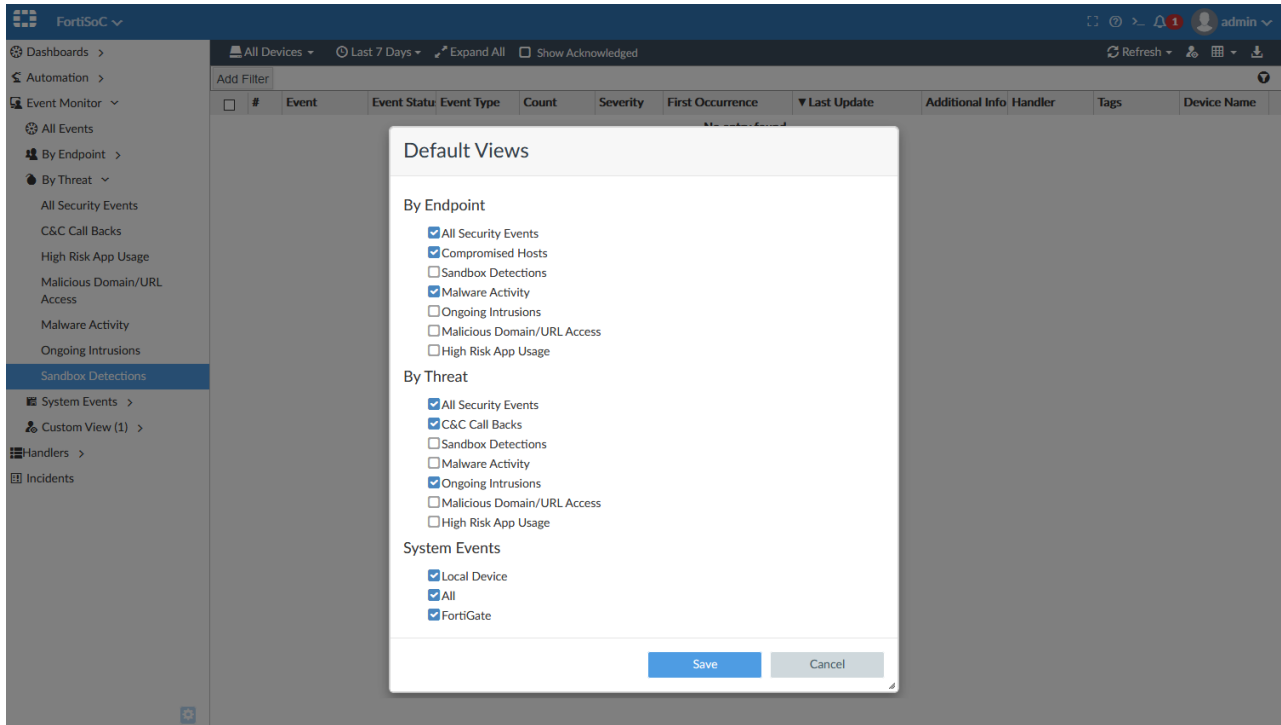 FortiSoC
1
admin
Dashboards
Automation
Event Monitor
All Events
By Endpoint
By Threat
All Security Events
C&C Call Backs
High Risk App Usage
Malicious Domain/URL
Access
Malware Activity
Ongoing Intrusions
Sandbox Detections
System Events
Custom View (1)
Handlers
Incidents
All Devices Last 7 Days Expand All Show Acknowledged Refresh
Add Filter
# Event Event Statu Event Type Count Severity First Occurrence Last Update Additional Info Handler Tags Device Name
No entry found
Default Views
By Endpoint
All Security Events
Compromised Hosts
Sandbox Detections
Malware Activity
Ongoing Intrusions
Malicious Domain/URL Access
High Risk App Usage
By Threat
All Security Events
C&C Call Backs
Sandbox Detections
Malware Activity
Ongoing Intrusions
Malicious Domain/URL Access
High Risk App Usage
System Events
Local Device
All
FortiGate
Save Cancel